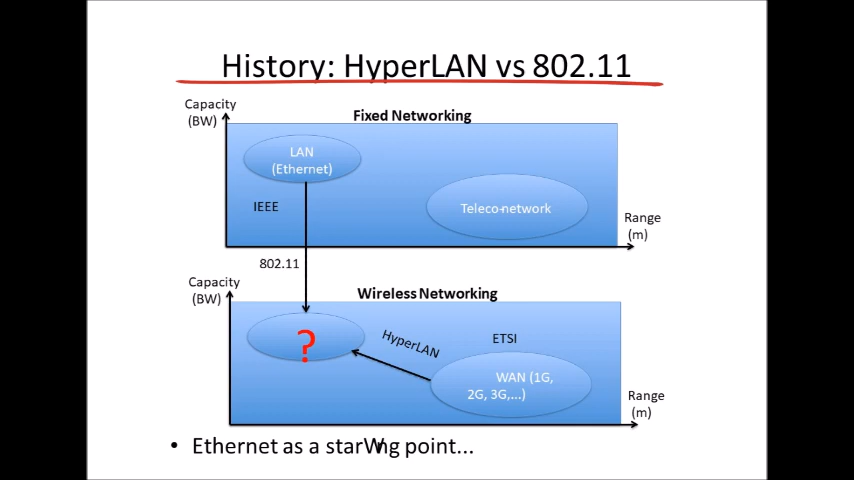 History: HyperLAN vs 802.11
Capacity
(BW)
Fixed Networking
LAN
(Ethernet)
IEEE
Teleco-network
Range
(m)
802.11
Capacity
(BW)
Wireless Networking
?
HyperLAN
ETSI
WAN (1G,
2G, 3G,...)
Range
(m)
• Ethernet as a point...